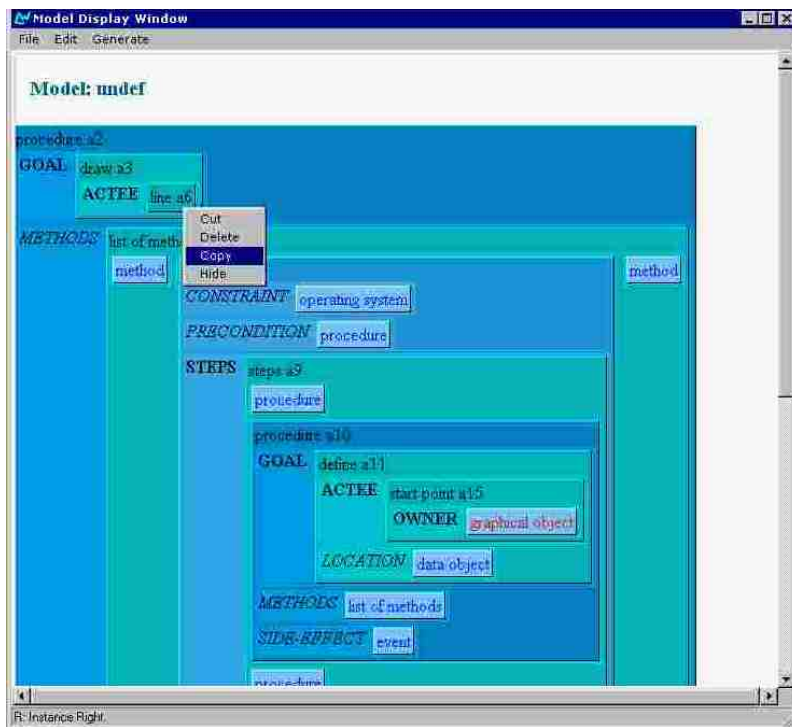 Model Display Window
File Edit Generate
Model: undef
procedure a2
GOAL draw a3
ACTEE line a6
Cut
Delete
Copy
Hide
METHODS list of meth
method
method
CONSTRAINT operating system
PRECONDITION procedure
STEPS steps a9
procedure
procedure a10
GOAL define a11
ACTEE start-point a15
OWNER graphical object
LOCATION data object
METHODS list of methods
SIDE-EFFECT event
procedure
R: Instance Right.